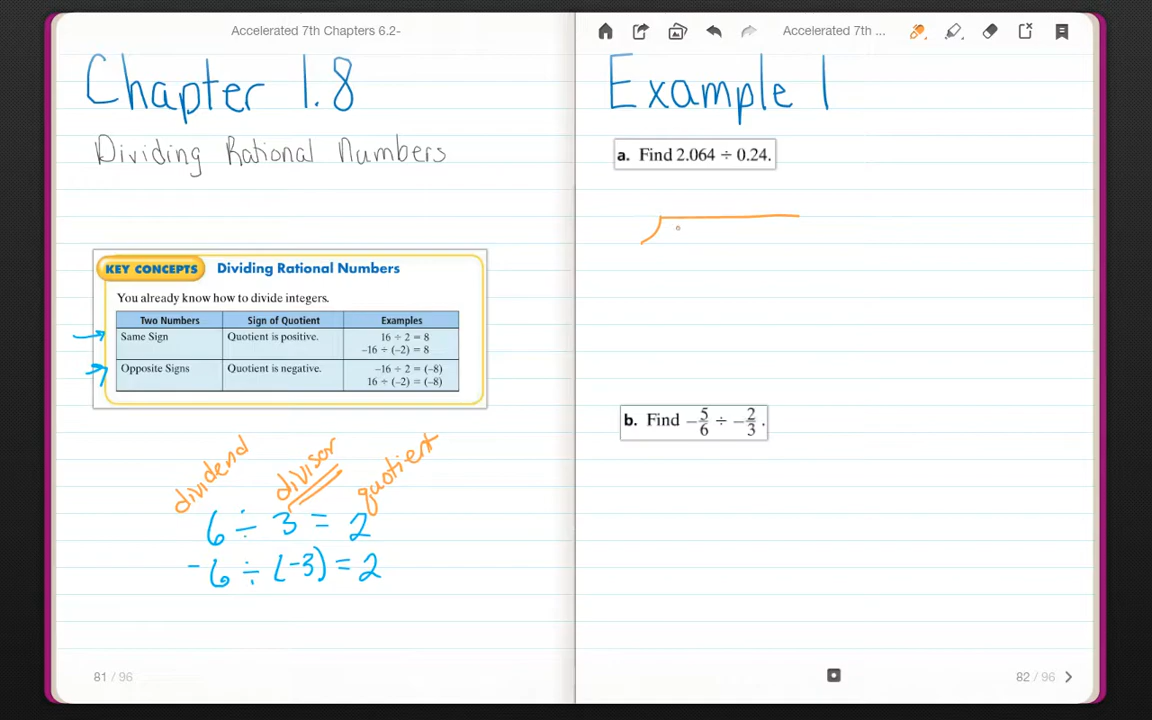 Accelerated 7th Chapters 6.2-
Chapter 1.8
Dividing Rational Numbers
KEY CONCEPTS Dividing Rational Numbers
You already know how to divide integers.
Two Numbers Sign of Quotient Examples
Same Sign Quotient is positive. 16 ÷ 2 = 8
-16 ÷ (-2) = 8
Opposite Signs Quotient is negative. -16 ÷ 2 = (-8)
16 ÷ (-2) = (-8)
dividend divisor quotient
6 ÷ 3 = 2
-6 ÷ (-3) = 2
81 / 96
Accelerated 7th ...
Example 1
a. Find 2.064 ÷ 0.24.
b. Find -5/6 ÷ -2/3.
82 / 96